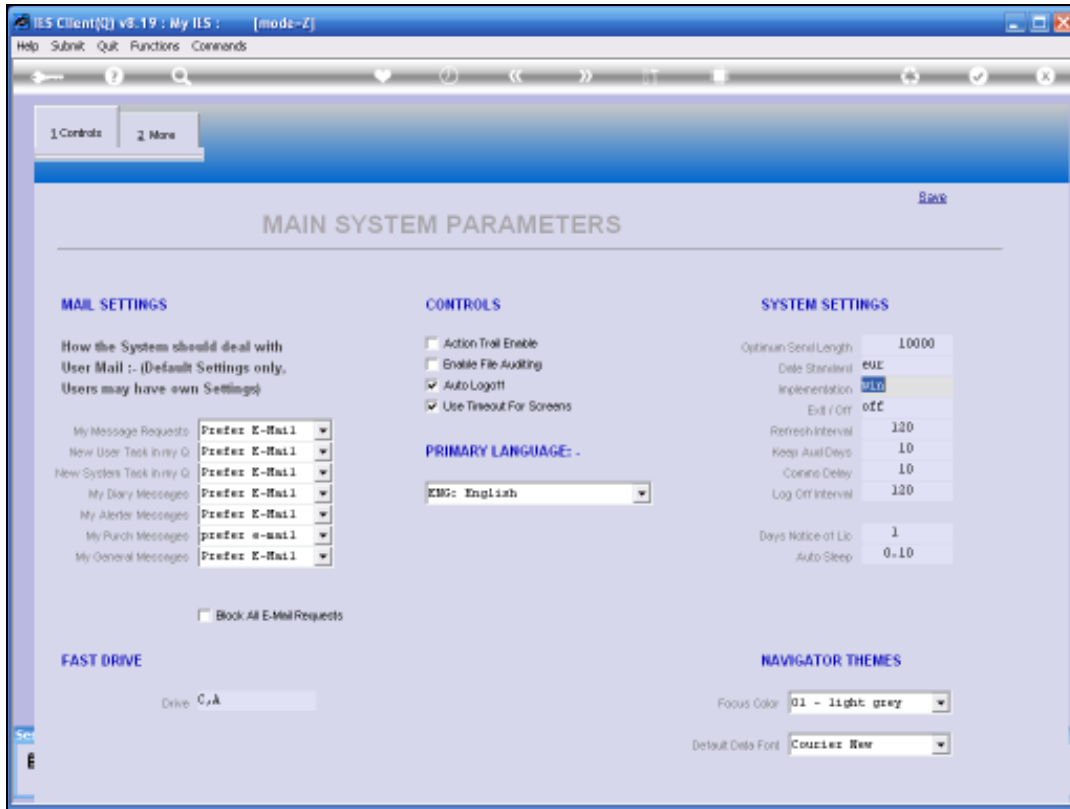 IES Client(Q) v8.19 : My IES : [mode=Z]
Help Submit Quit Functions Commands
1 Controls 2 More
Save
MAIN SYSTEM PARAMETERS
MAIL SETTINGS
How the System should deal with
User Mail :- (Default Settings only,
Users may have own Settings)
My Message Requests Prefer E-Mail
New User Task in my Q Prefer E-Mail
New System Task in my Q Prefer E-Mail
My Diary Messages Prefer E-Mail
My Alerter Messages Prefer E-Mail
My Purch Messages prefer e-mail
My General Messages Prefer E-Mail
Block All E-Mail Requests
FAST DRIVE
Drive C,A
CONTROLS
Action Trail Enable
Enable File Auditing
Auto Logoff
Use Timeout For Screens
PRIMARY LANGUAGE: -
ENG: English
SYSTEM SETTINGS
Optimum Send Length 10000
Date Standard eur
Implementation win
Exit / Off off
Refresh Interval 120
Keep Aual Days 10
Comms Delay 10
Log Off Interval 120
Days Notice of Lic 1
Auto Sleep 0.10
NAVIGATOR THEMES
Focus Color 01 - light grey
Default Data Font Courier New